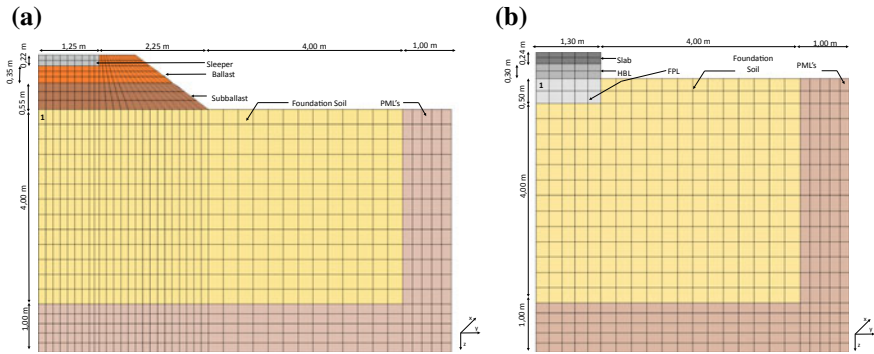 (a)
1,25 m
2,25 m
4,00 m
1,00 m
0,22 m
0,35 m
0,55 m
4,00 m
1,00 m
Sleeper
Ballast
Subballast
Foundation Soil
PML's
1
x
y
z
(b)
1,30 m
4,00 m
1,00 m
0,24 m
0,30 m
0,50 m
4,00 m
1,00 m
Slab
HBL
FPL
Foundation
Soil
PML's
1
x
y
z